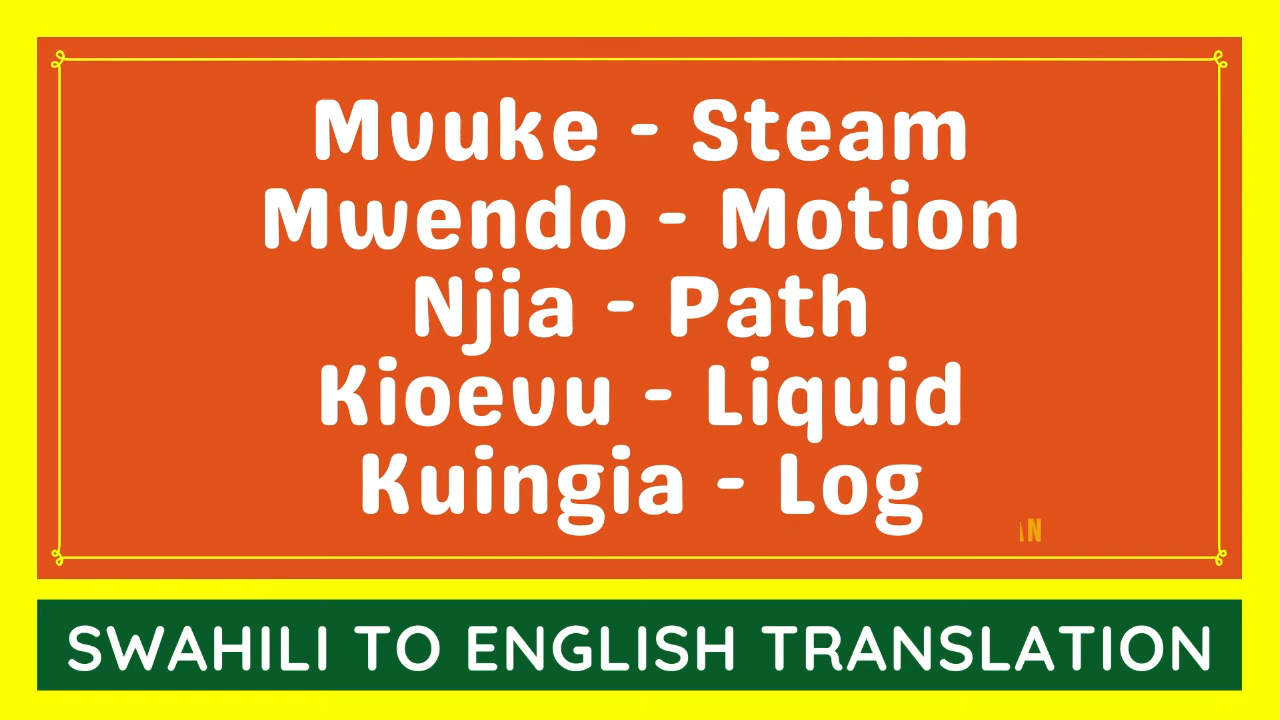 Mvuke - Steam
Mwendo - Motion
Njia - Path
Kioevu - Liquid
Kuingia - Log
SWAHILI TO ENGLISH TRANSLATION